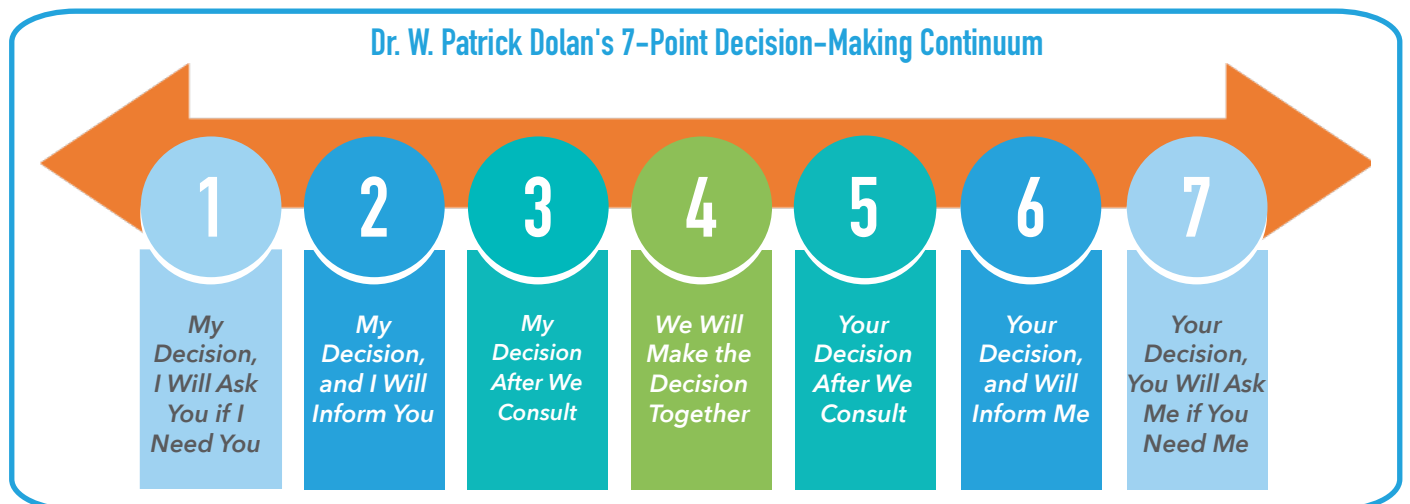 Dr. W. Patrick Dolan's 7-Point Decision-Making Continuum
1
My
Decision,
I Will Ask
You if I
Need You
2
My
Decision,
and I Will
Inform You
3
My
Decision
After We
Consult
4
We Will
Make the
Decision
Together
5
Your
Decision
After We
Consult
6
Your
Decision,
and Will
Inform Me
7
Your
Decision,
You Will Ask
Me if You
Need Me